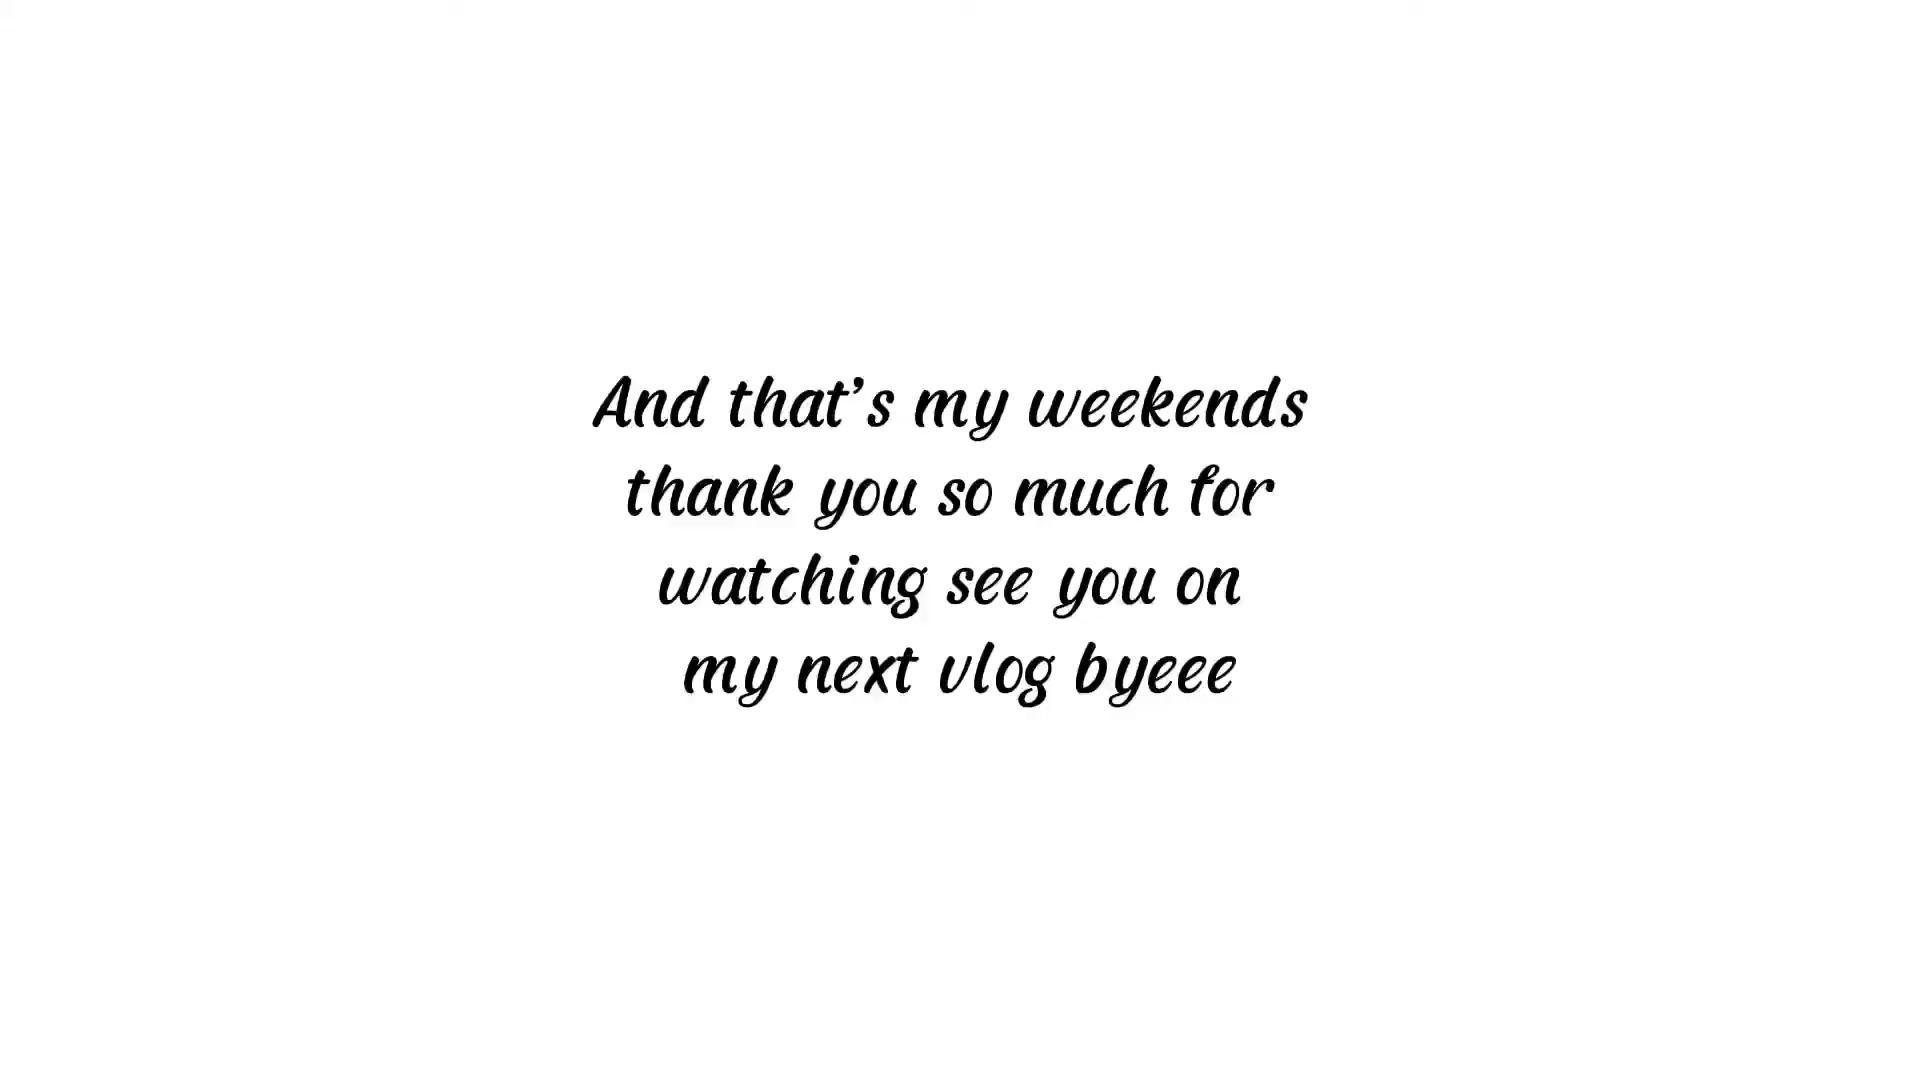 And that's my weekends
thank you so much for
watching see you on
my next vlog byeee